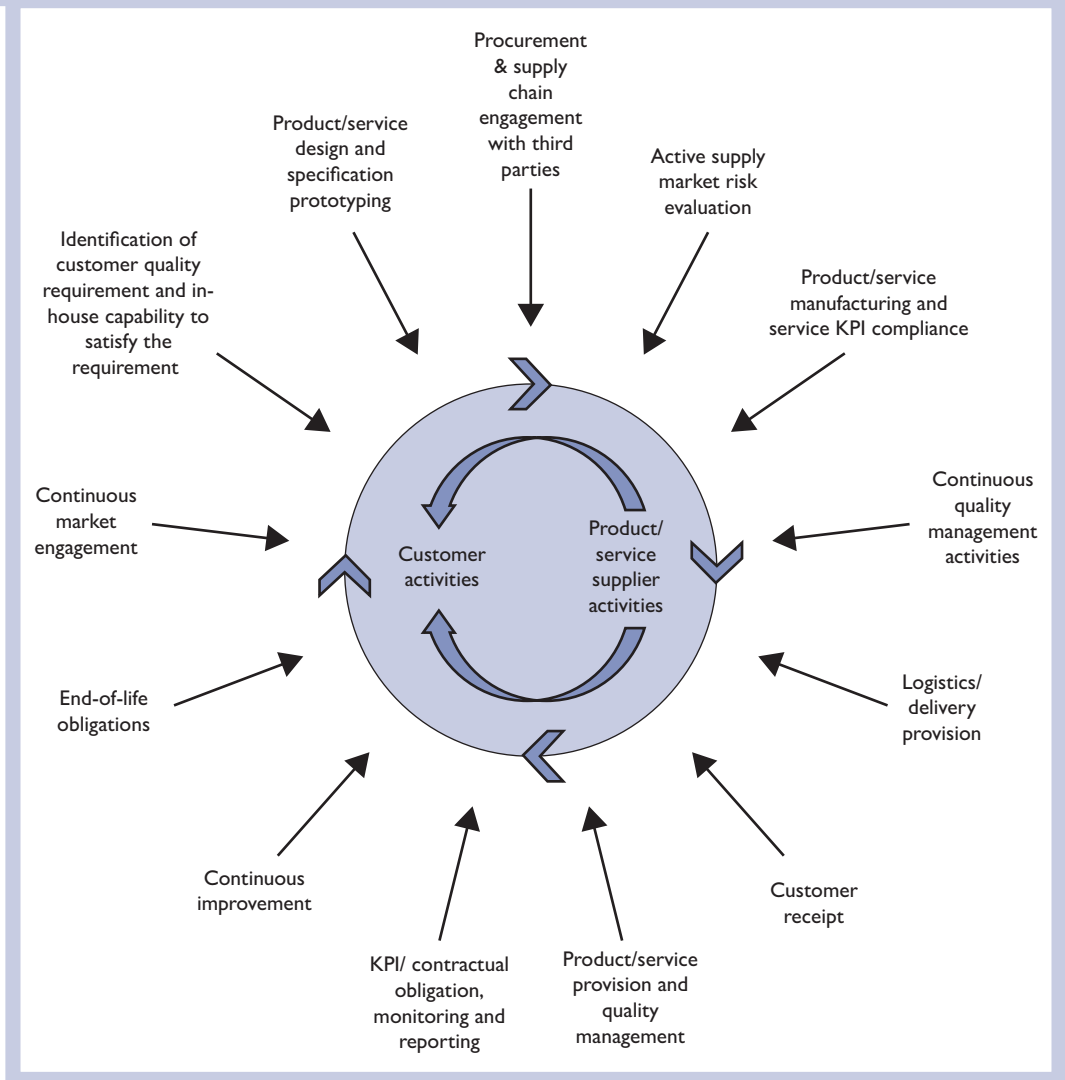 Procurement
& supply
chain
engagement
with third
parties
Active supply
market risk
evaluation
Product/service
manufacturing and
service KPI compliance
Continuous
quality
management
activities
Logistics/
delivery
provision
Customer
receipt
Product/service
provision and
quality
management
KPI/ contractual
obligation,
monitoring and
reporting
Continuous
improvement
End-of-life
obligations
Continuous
market
engagement
Identification of
customer quality
requirement and in-
house capability to
satisfy the
requirement
Product/service
design and
specification
prototyping
Customer
activities
Product/
service
supplier
activities